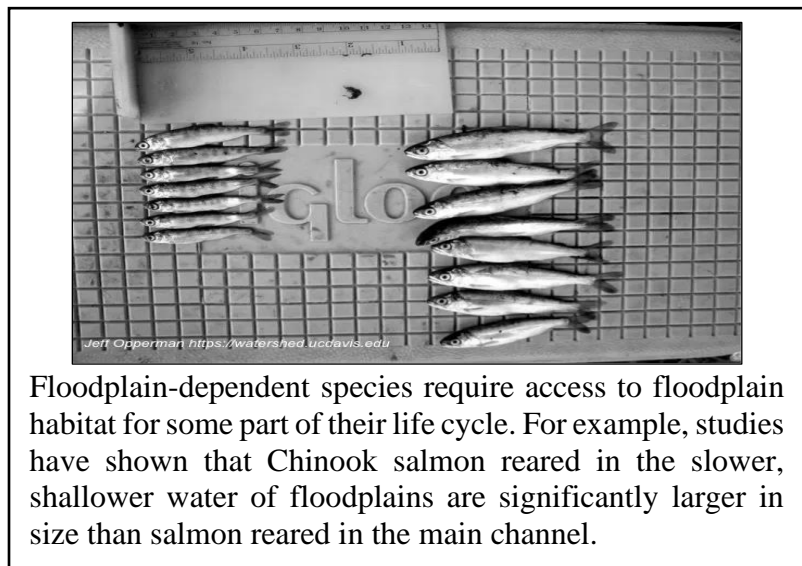 igloo
Jeff Opperman https://watershed.ucdavis.edu
Floodplain-dependent species require access to floodplain
habitat for some part of their life cycle. For example, studies
have shown that Chinook salmon reared in the slower,
shallower water of floodplains are significantly larger in
size than salmon reared in the main channel.